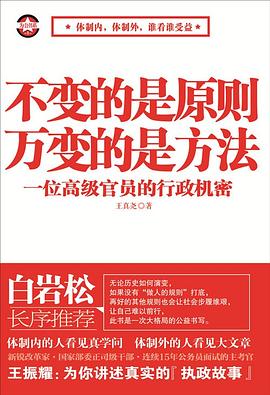 ★体制内，体制外，谁看谁受益★
不变的是原则
万变的是方法
一位高级官员的行政机密
王真尧 著
白岩松
长序推荐
无论历史如何演变，
如果没有“做人的规则”打底，
再好的其他规则也会让社会步履维艰，
让自己难以前行，
此书是一次大格局的公益书写。
体制内的人看见真学问 体制外的人看见大文章
新锐改革家·国家部委正司级干部·连续15年公务员面试的主考官
王振耀：为你讲述真实的『执政故事』